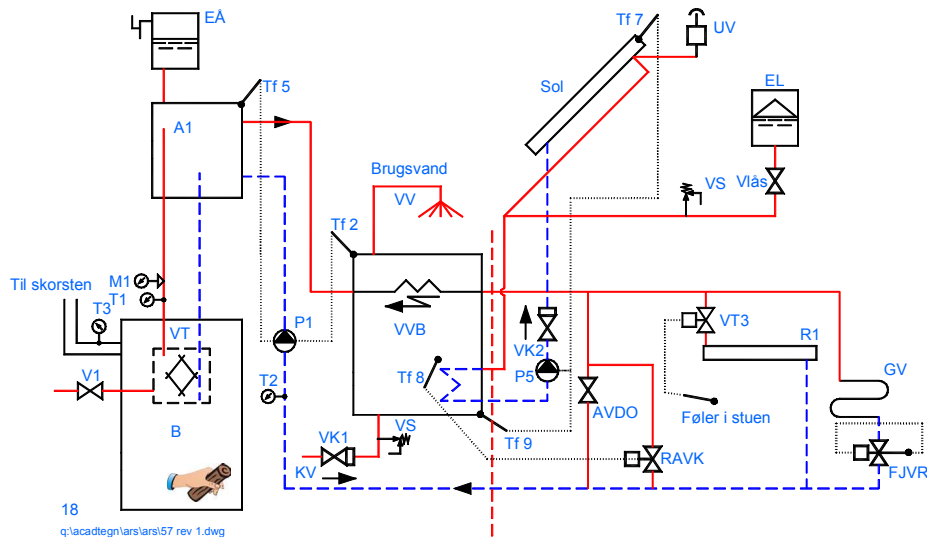 EÅ
Tf 7
UV
Tf 5
Sol
EL
A1
Brugsvand
VV
VS
Vlås
Tf 2
Til skorsten
M1
T1
T3
VT
P1
VVB
VK2
VT3
R1
V1
T2
Tf 8
P5
GV
AVDO
Føler i stuen
B
VK1
VS
Tf 9
KV
RAVK
FJVR
18
q:\acadtegn\ars\ars\57 rev 1.dwg